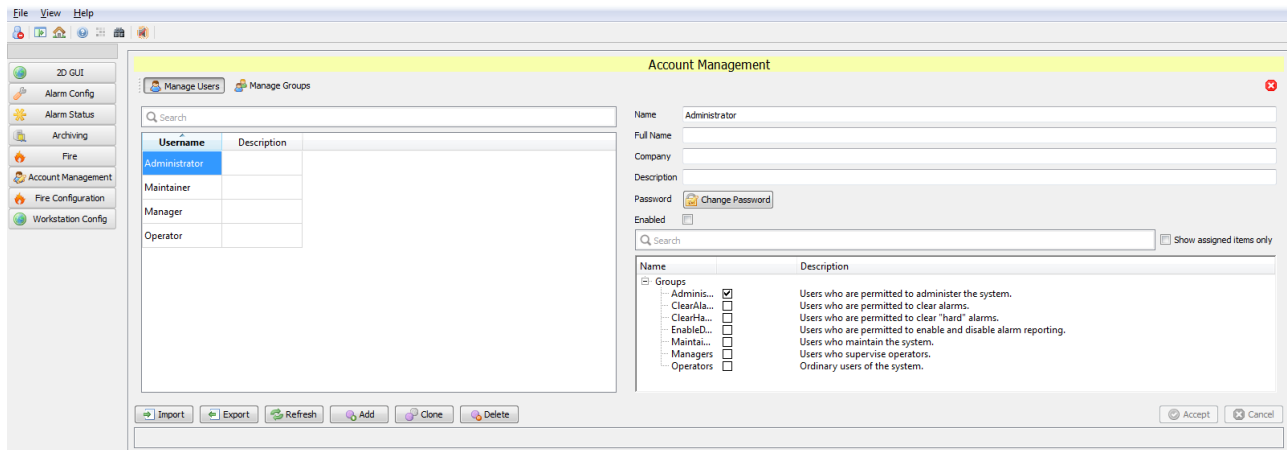 File View Help
Account Management
2D GUI
Alarm Config
Alarm Status
Archiving
Fire
Account Management
Fire Configuration
Workstation Config
Manage Users Manage Groups
Search
Username Description
Administrator
Maintainer
Manager
Operator
Name Administrator
Full Name
Company
Description
Password Change Password
Enabled
Search Show assigned items only
Name Description
Groups
Adminis... Users who are permitted to administer the system.
ClearAla... Users who are permitted to clear alarms.
ClearHa... Users who are permitted to clear "hard" alarms.
EnableD... Users who are permitted to enable and disable alarm reporting.
Maintai... Users who maintain the system.
Managers Users who supervise operators.
Operators Ordinary users of the system.
Import Export Refresh Add Clone Delete Accept Cancel